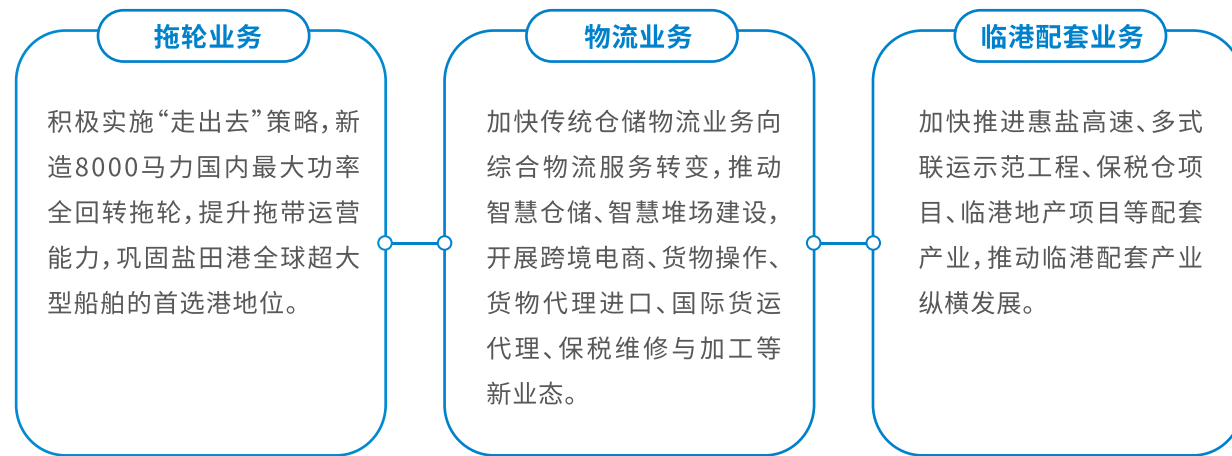 拖轮业务
积极实施“走出去”策略，新
造8000马力国内最大功率
全回转拖轮，提升拖带运营
能力，巩固盐田港全球超大
型船舶的首选港地位。
物流业务
加快传统仓储物流业务向
综合物流服务转变，推动
智慧仓储、智慧堆场建设，
开展跨境电商、货物操作、
货物代理进口、国际货运
代理、保税维修与加工等
新业态。
临港配套业务
加快推进惠盐高速、多式
联运示范工程、保税仓项
目、临港地产项目等配套
产业，推动临港配套产业
纵横发展。